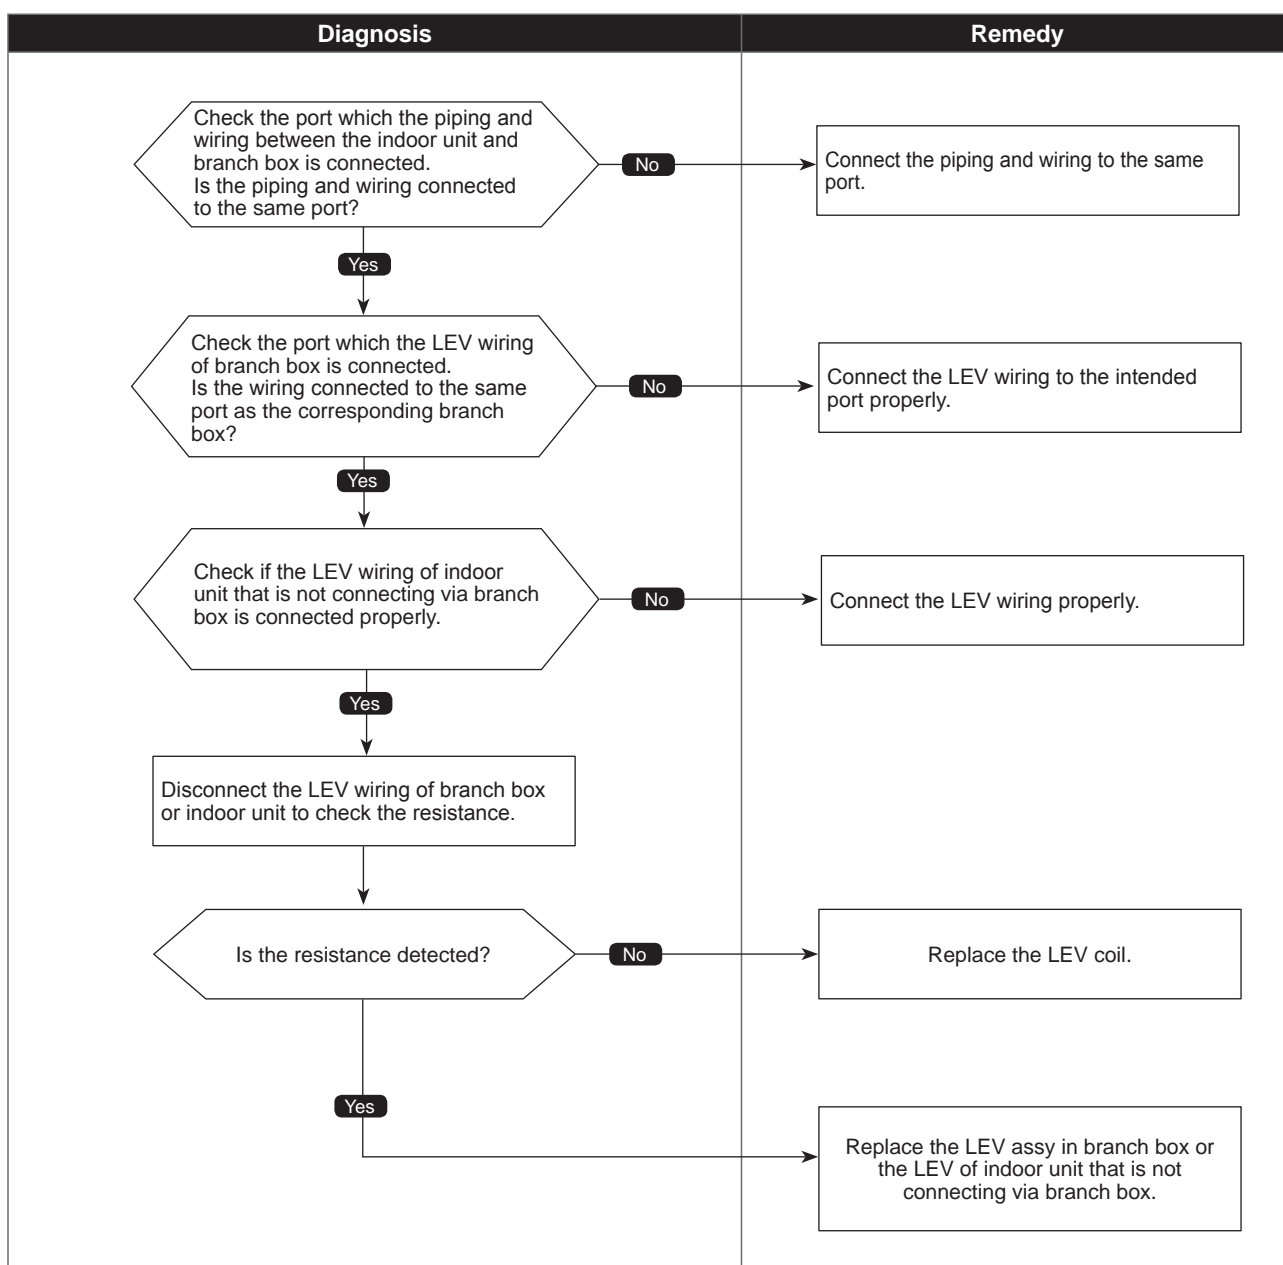 Diagnosis
Remedy
Check the port which the piping and
wiring between the indoor unit and
branch box is connected.
Is the piping and wiring connected
to the same port?
No
Connect the piping and wiring to the same
port.
Yes
Check the port which the LEV wiring
of branch box is connected.
Is the wiring connected to the same
port as the corresponding branch
box?
No
Connect the LEV wiring to the intended
port properly.
Yes
Check if the LEV wiring of indoor
unit that is not connecting via branch
box is connected properly.
No
Connect the LEV wiring properly.
Yes
Disconnect the LEV wiring of branch box
or indoor unit to check the resistance.
Is the resistance detected?
No
Replace the LEV coil.
Yes
Replace the LEV assy in branch box or
the LEV of indoor unit that is not
connecting via branch box.